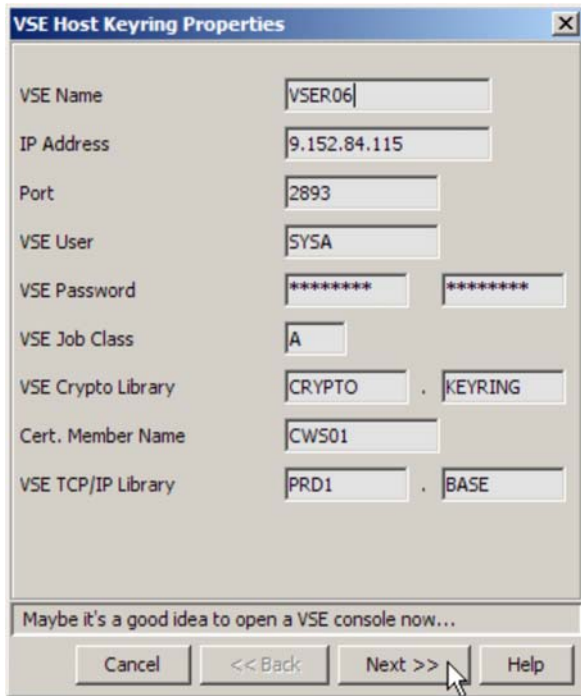 VSE Host Keyring Properties
VSE Name VSER06
IP Address 9.152.84.115
Port 2893
VSE User SYSA
VSE Password ******** ********
VSE Job Class A
VSE Crypto Library CRYPTO . KEYRING
Cert. Member Name CWS01
VSE TCP/IP Library PRD1 . BASE
Maybe it's a good idea to open a VSE console now...
Cancel << Back Next >> Help